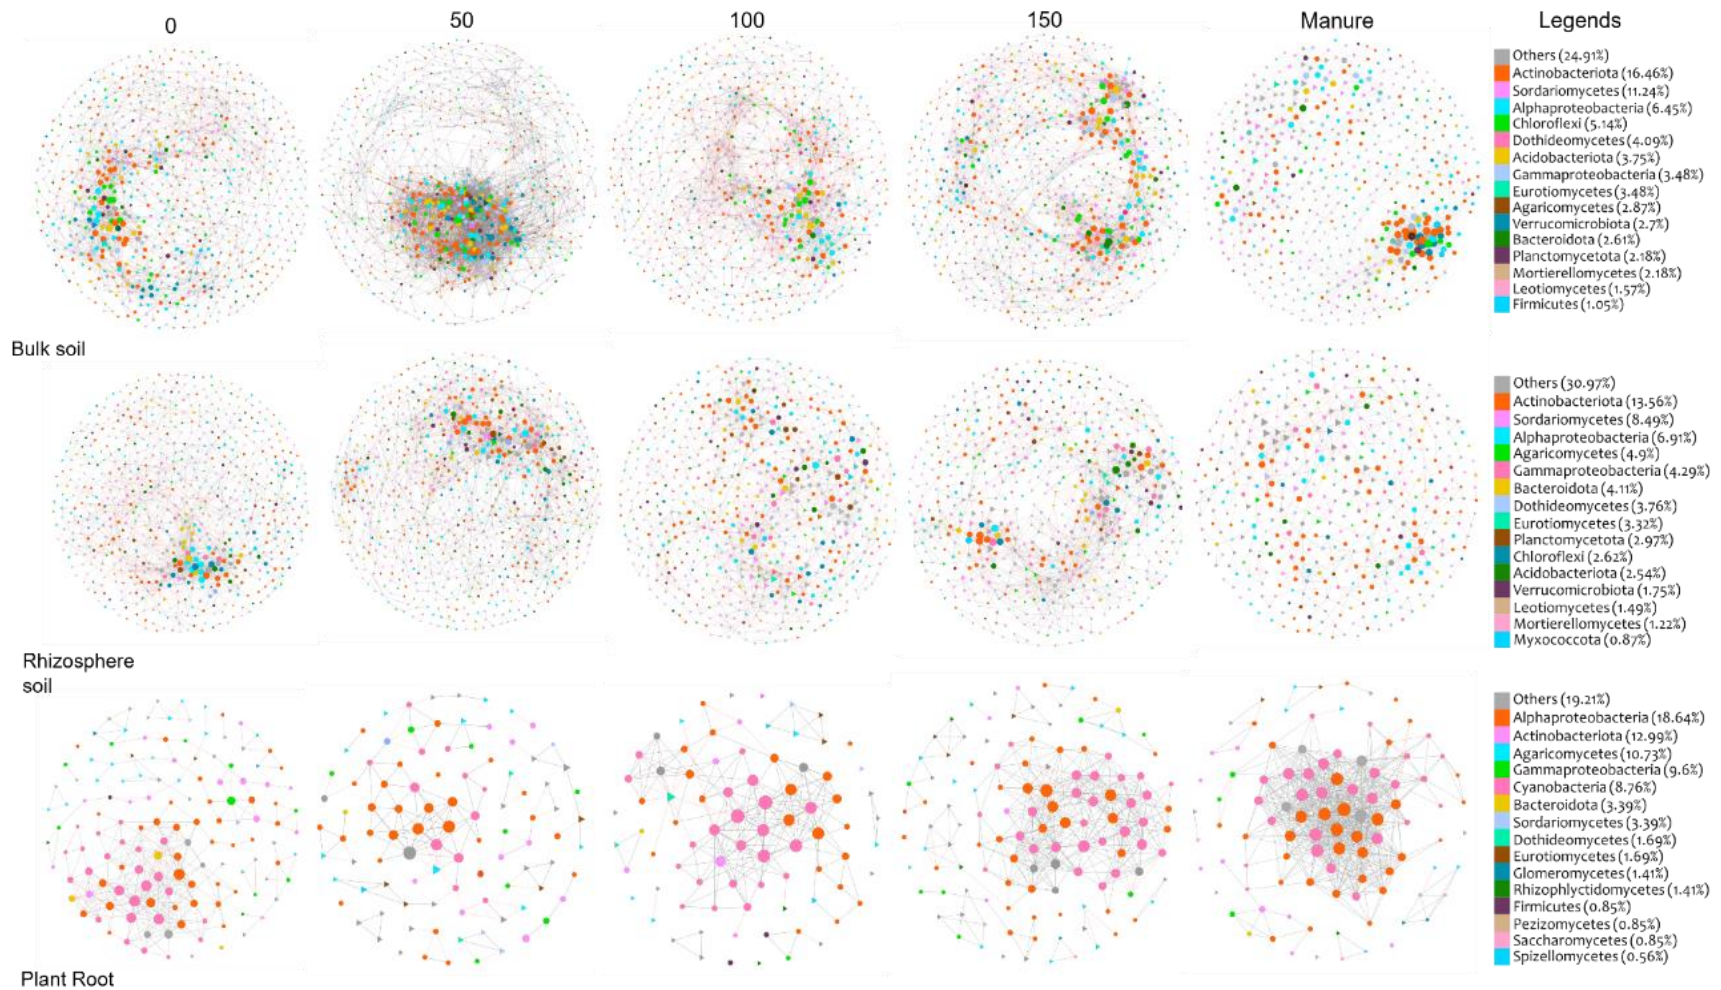 0
50
100
150
Manure
Legends
Others (24.91%)
Actinobacteriota (16.46%)
Sordariomycetes (11.24%)
Alphaproteobacteria (6.45%)
Chloroflexi (5.14%)
Dothideomycetes (4.09%)
Acidobacteriota (3.75%)
Gammaproteobacteria (3.48%)
Eurotiomycetes (3.48%)
Agaricomycetes (2.87%)
Verrucomicrobiota (2.7%)
Bacteroidota (2.61%)
Planctomycetota (2.18%)
Mortierellomycetes (2.18%)
Leotiomycetes (1.57%)
Firmicutes (1.05%)
Bulk soil
Others (30.97%)
Actinobacteriota (13.56%)
Sordariomycetes (8.49%)
Alphaproteobacteria (6.91%)
Agaricomycetes (4.9%)
Gammaproteobacteria (4.29%)
Bacteroidota (4.11%)
Dothideomycetes (3.76%)
Eurotiomycetes (3.32%)
Planctomycetota (2.97%)
Chloroflexi (2.62%)
Acidobacteriota (2.54%)
Verrucomicrobiota (1.75%)
Leotiomycetes (1.49%)
Mortierellomycetes (1.22%)
Myxococcota (0.87%)
Rhizosphere
soil
Others (19.21%)
Alphaproteobacteria (18.64%)
Actinobacteriota (12.99%)
Agaricomycetes (10.73%)
Gammaproteobacteria (9.6%)
Cyanobacteria (8.76%)
Bacteroidota (3.39%)
Sordariomycetes (3.39%)
Dothideomycetes (1.69%)
Eurotiomycetes (1.69%)
Glomeromycetes (1.41%)
Rhizophlyctidomycetes (1.41%)
Firmicutes (0.85%)
Pezizomycetes (0.85%)
Saccharomycetes (0.85%)
Spizellomycetes (0.56%)
Plant Root